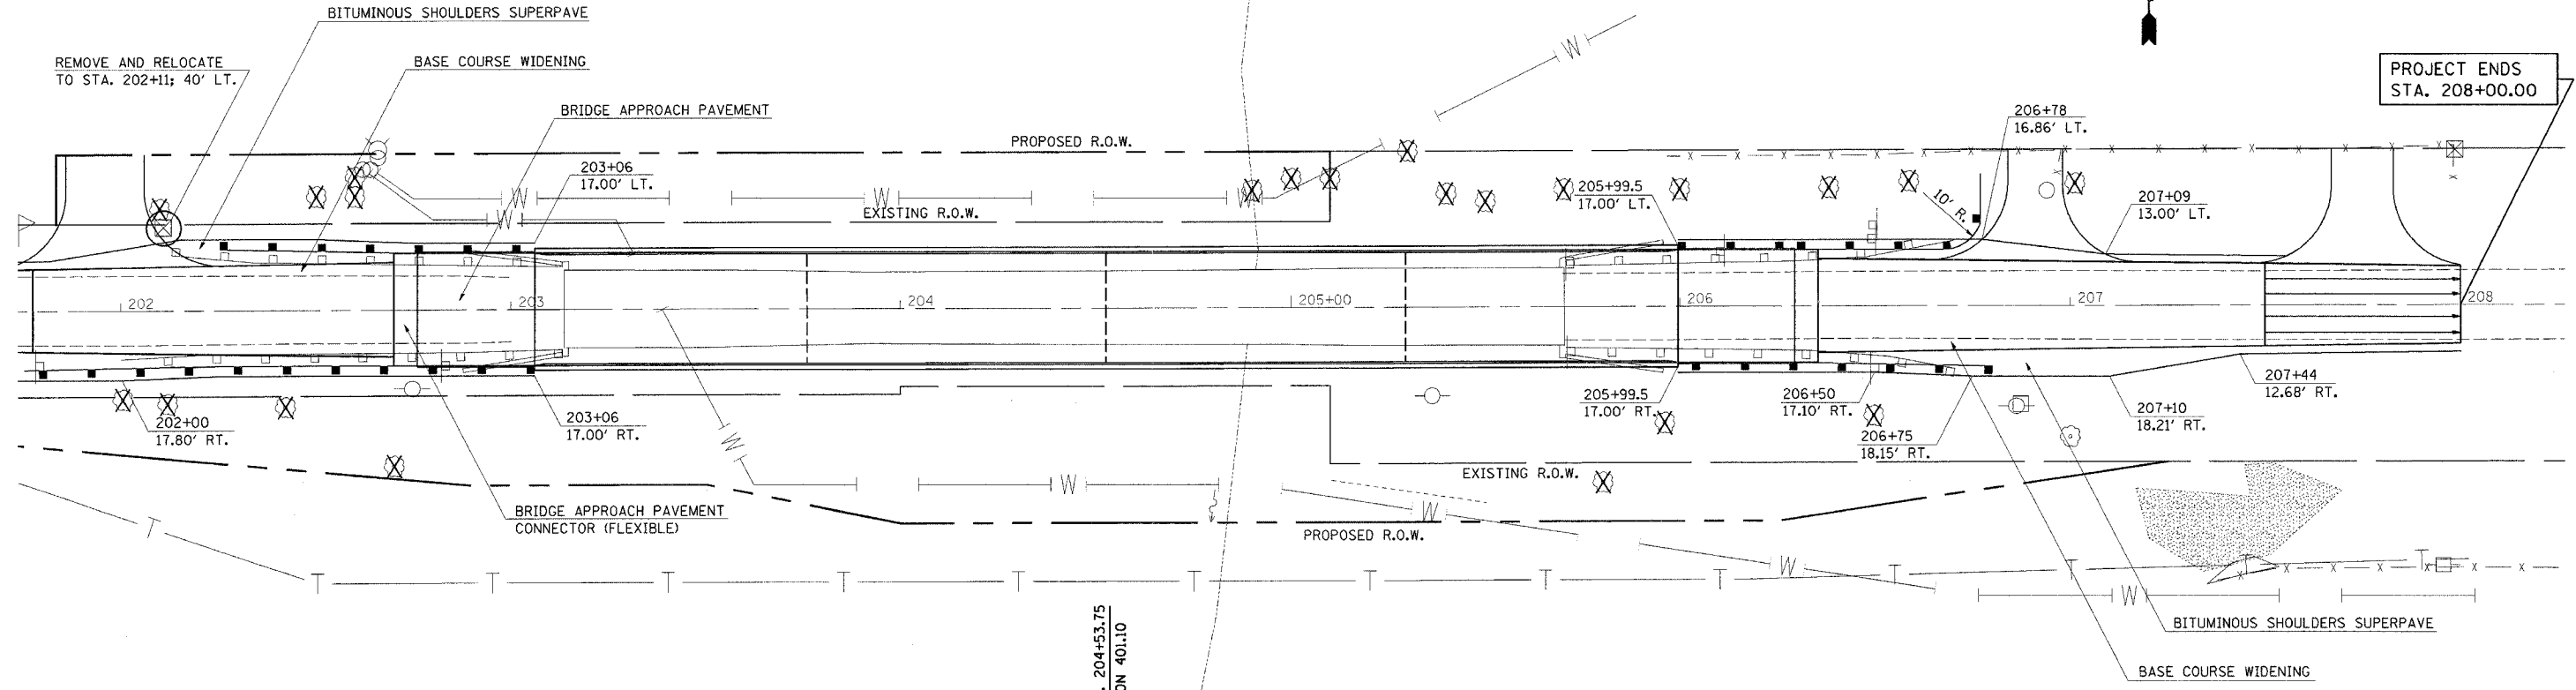 BITUMINOUS SHOULDERS SUPERPAVE
REMOVE AND RELOCATE
TO STA. 202+11; 40' LT.
BASE COURSE WIDENING
BRIDGE APPROACH PAVEMENT
PROJECT ENDS
STA. 208+00.00
206+78
16.86' LT.
PROPOSED R.O.W.
203+06
17.00' LT.
EXISTING R.O.W.
205+99.5
17.00' LT.
10' R.
207+09
13.00' LT.
W
W
W
W
202
203
204
205+00
206
207
208
202+00
17.80' RT.
203+06
17.00' RT.
205+99.5
17.00' RT.
206+50
17.10' RT.
206+75
18.15' RT.
207+10
18.21' RT.
207+44
12.68' RT.
W
W
W
W
W
EXISTING R.O.W.
BRIDGE APPROACH PAVEMENT
CONNECTOR (FLEXIBLE)
PROPOSED R.O.W.
T
T
T
T
T
T
T
T
T
T
T
T
T
. 204+53.75
ON 401.10
BITUMINOUS SHOULDERS SUPERPAVE
BASE COURSE WIDENING